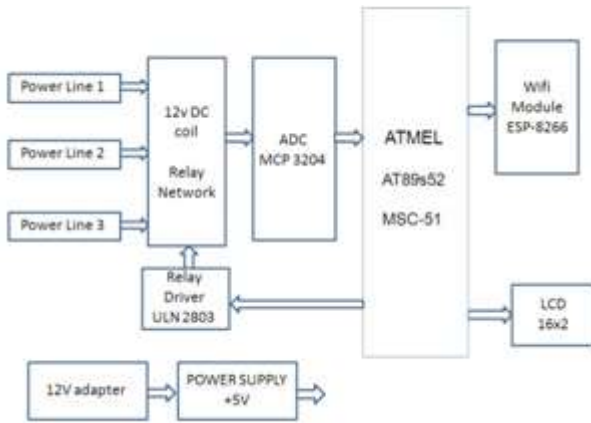 Power Line 1
Power Line 2
Power Line 3
12v DC
coil
Relay
Network
ADC
MCP 3204
ATMEL
AT89s52
MSC-51
Wifi
Module
ESP-8266
Relay
Driver
ULN 2803
LCD
16x2
12V adapter
POWER SUPPLY
+5V